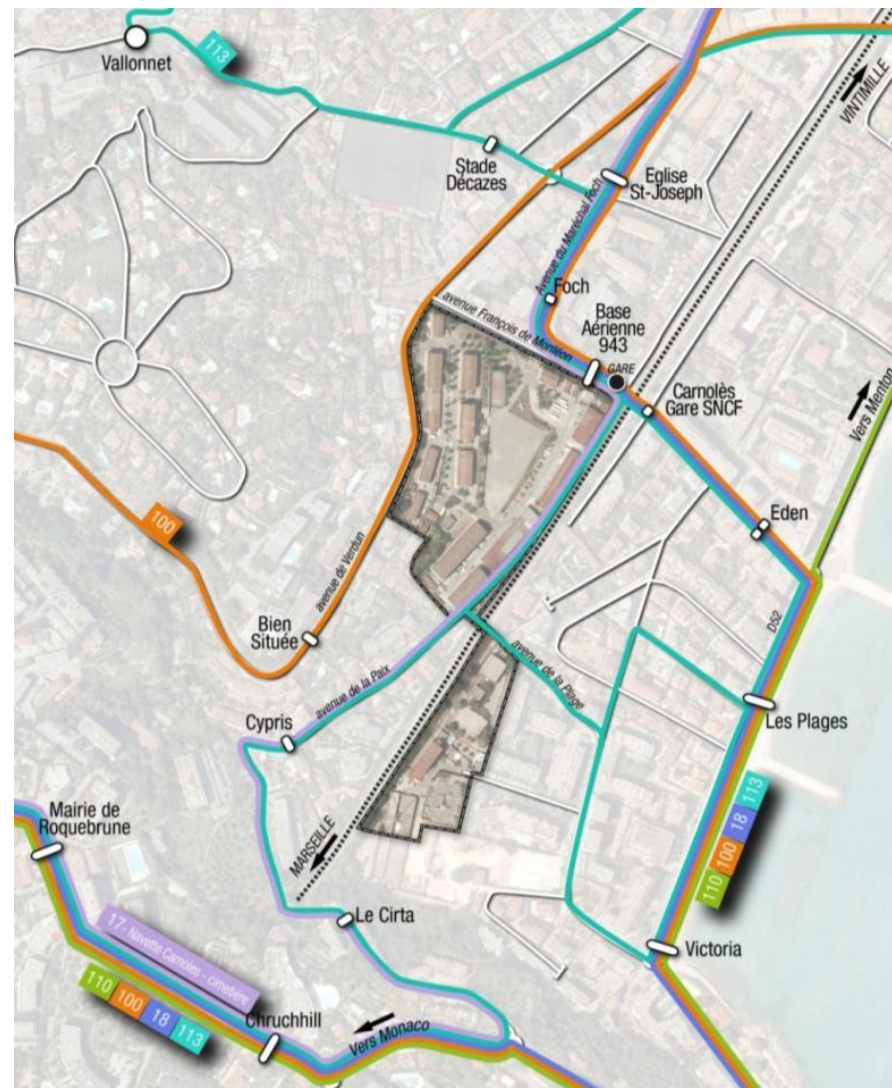 113
Vallonnet
VINTIMILLE
Stade
Décazes
Eglise
St-Joseph
Avenue du Maréchal Foch
Foch
avenue François de Montléon
Base
Aérienne
943
GARE
Carnolès
Gare SNCF
Vers Menton
100
Eden
avenue de Verdun
Bien
Située
D52
avenue de la Plage
avenue de la Paix
Cypris
Les Plages
Mairie de
Roquebrune
MARSEILLE
110 100 18 113
Le Cirta
17- Navette Carnoles - cimetière
Victoria
110 100 18 113
Chruchhill
Vers Monaco